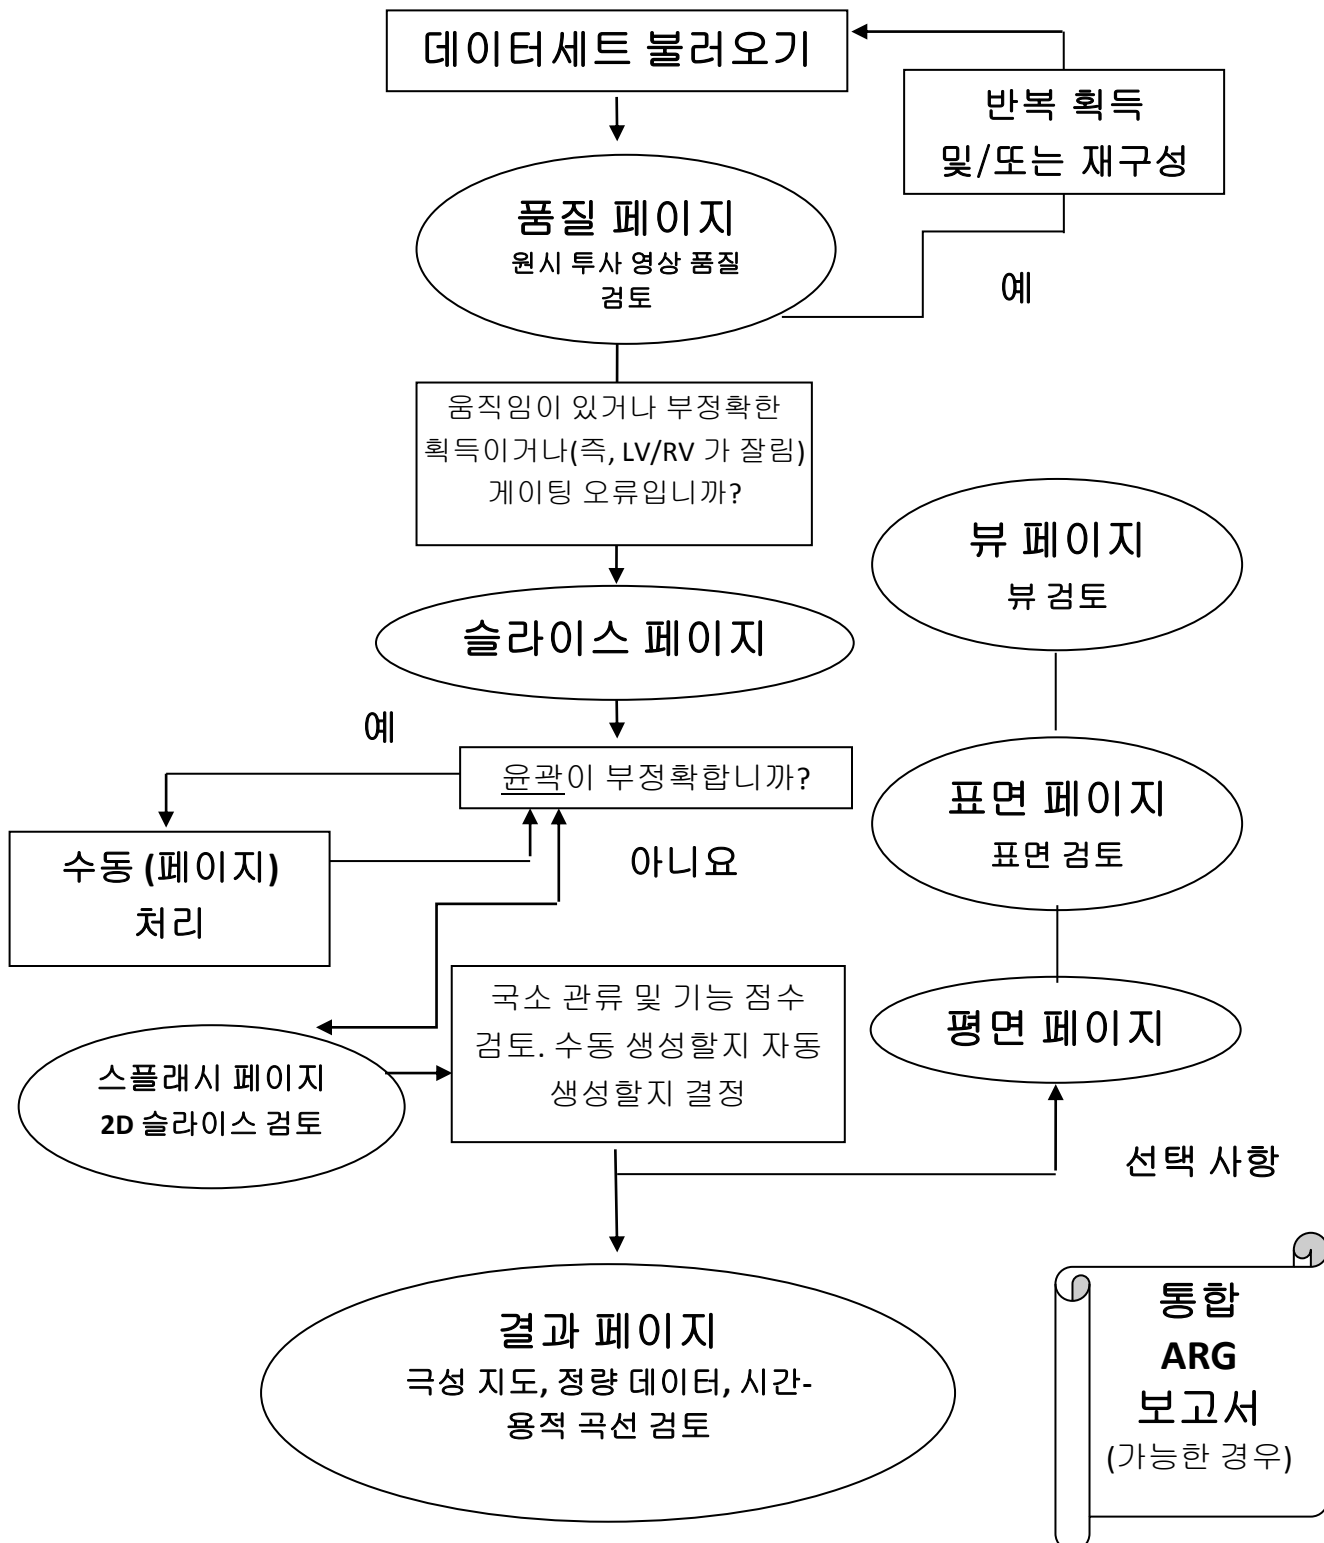 데이터세트 불러오기
반복 획득
및/또는 재구성
품질 페이지
원시 투사 영상 품질
검토
예
움직임이 있거나 부정확한
획득이거나(즉, LV/RV 가 잘림)
게이팅 오류입니까?
뷰 페이지
뷰 검토
슬라이스 페이지
예
윤곽이 부정확합니까?
표면 페이지
표면 검토
수동 (페이지)
처리
아니요
국소 관류 및 기능 점수
검토. 수동 생성할지 자동
생성할지 결정
평면 페이지
스플래시 페이지
2D 슬라이스 검토
선택 사항
결과 페이지
극성 지도, 정량 데이터, 시간-
용적 곡선 검토
통합
ARG
보고서
(가능한 경우)